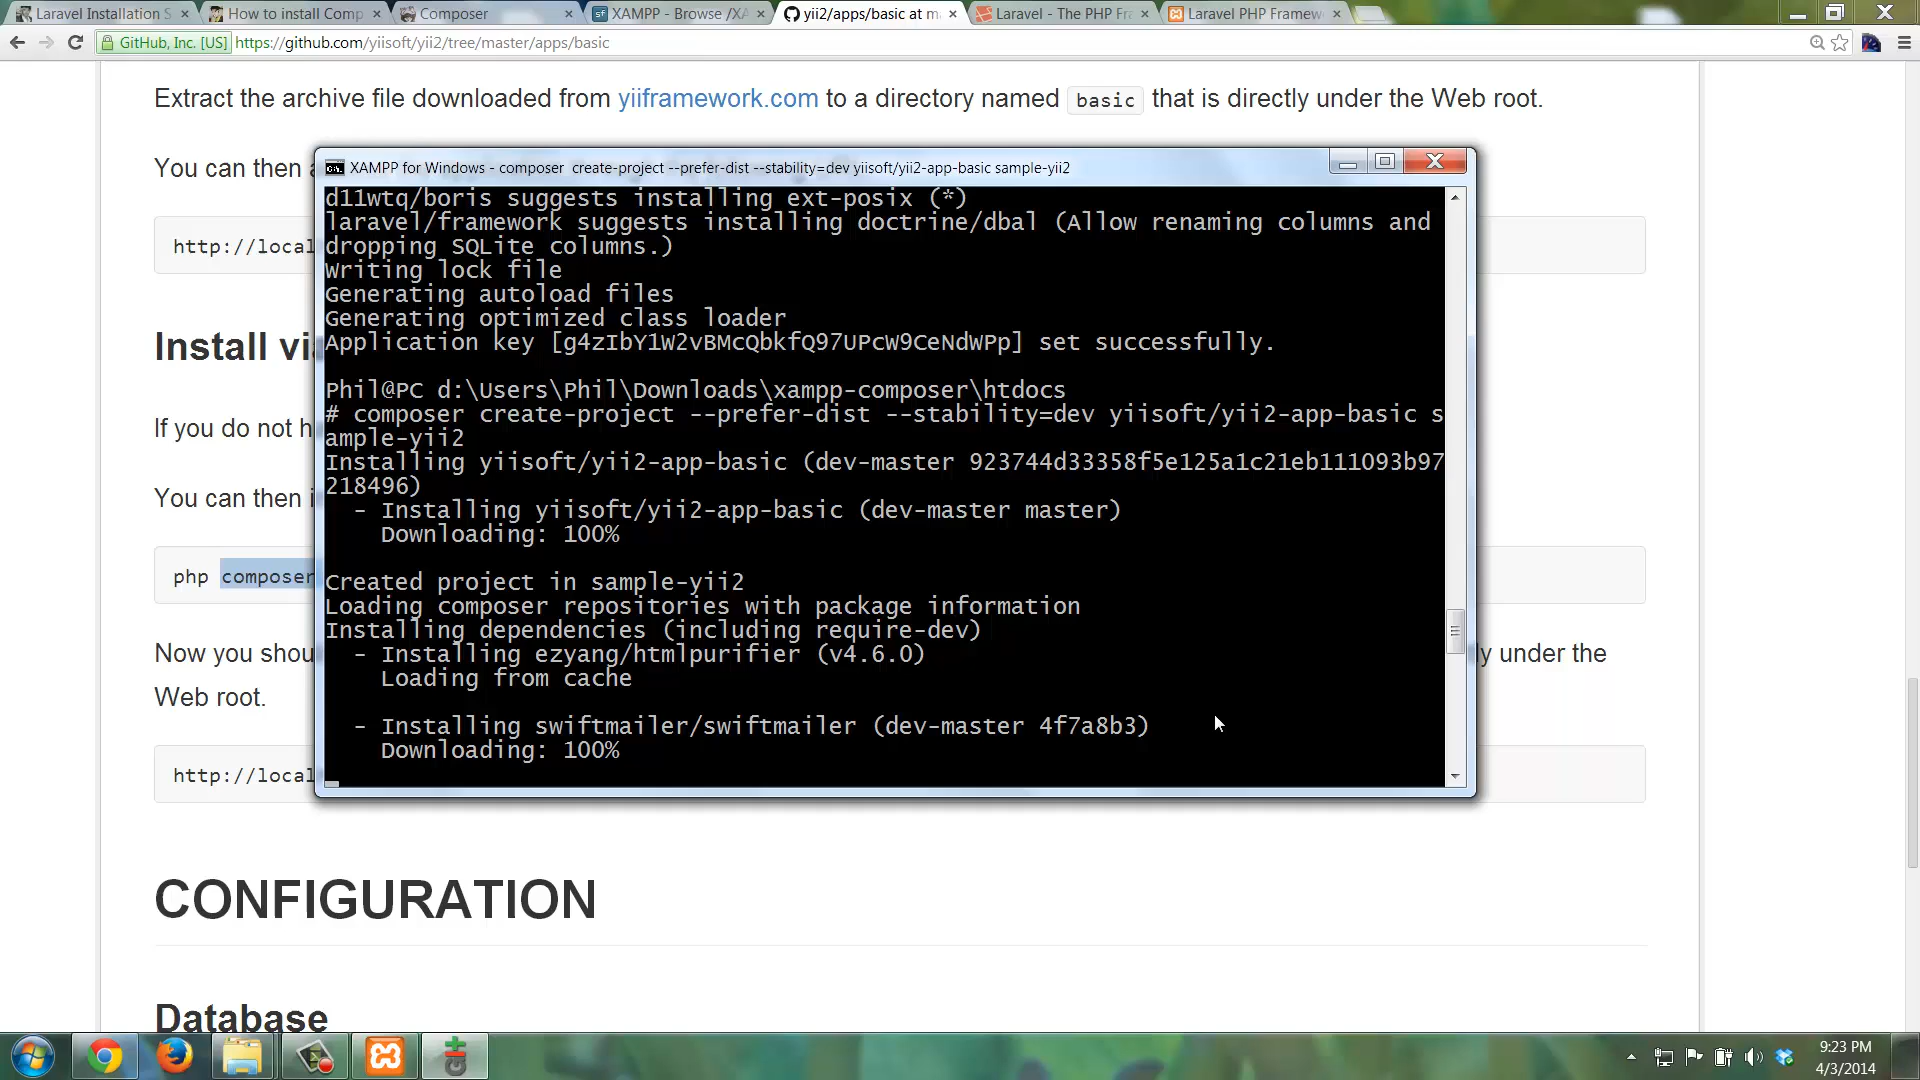 Laravel Installation S
How to install Comp
Composer
XAMPP - Browse /XA
yii2/apps/basic at m
Laravel - The PHP Fra
Laravel PHP Framew
GitHub, Inc. [US]
https://github.com/yiisoft/yii2/tree/master/apps/basic
Extract the archive file downloaded from yiiframework.com to a directory named basic that is directly under the Web root.
You can then a
http://local
Install via
If you do not h
You can then i
php composer
Now you shou
y under the
Web root.
http://local
CONFIGURATION
Database
XAMPP for Windows - composer create-project --prefer-dist --stability=dev yiisoft/yii2-app-basic sample-yii2
d11wtq/boris suggests installing ext-posix (*)
laravel/framework suggests installing doctrine/dbal (Allow renaming columns and
dropping SQLite columns.)
Writing lock file
Generating autoload files
Generating optimized class loader
Application key [g4zIbY1W2vBMcQbkfQ97UPcW9CeNdWPp] set successfully.
Phil@PC d:\Users\Phil\Downloads\xampp-composer\htdocs
# composer create-project --prefer-dist --stability=dev yiisoft/yii2-app-basic s
ample-yii2
Installing yiisoft/yii2-app-basic (dev-master 923744d33358f5e125a1c21eb111093b97
218496)
- Installing yiisoft/yii2-app-basic (dev-master master)
Downloading: 100%
Created project in sample-yii2
Loading composer repositories with package information
Installing dependencies (including require-dev)
- Installing ezyang/htmlpurifier (v4.6.0)
Loading from cache
- Installing swiftmailer/swiftmailer (dev-master 4f7a8b3)
Downloading: 100%
9:23 PM
4/3/2014